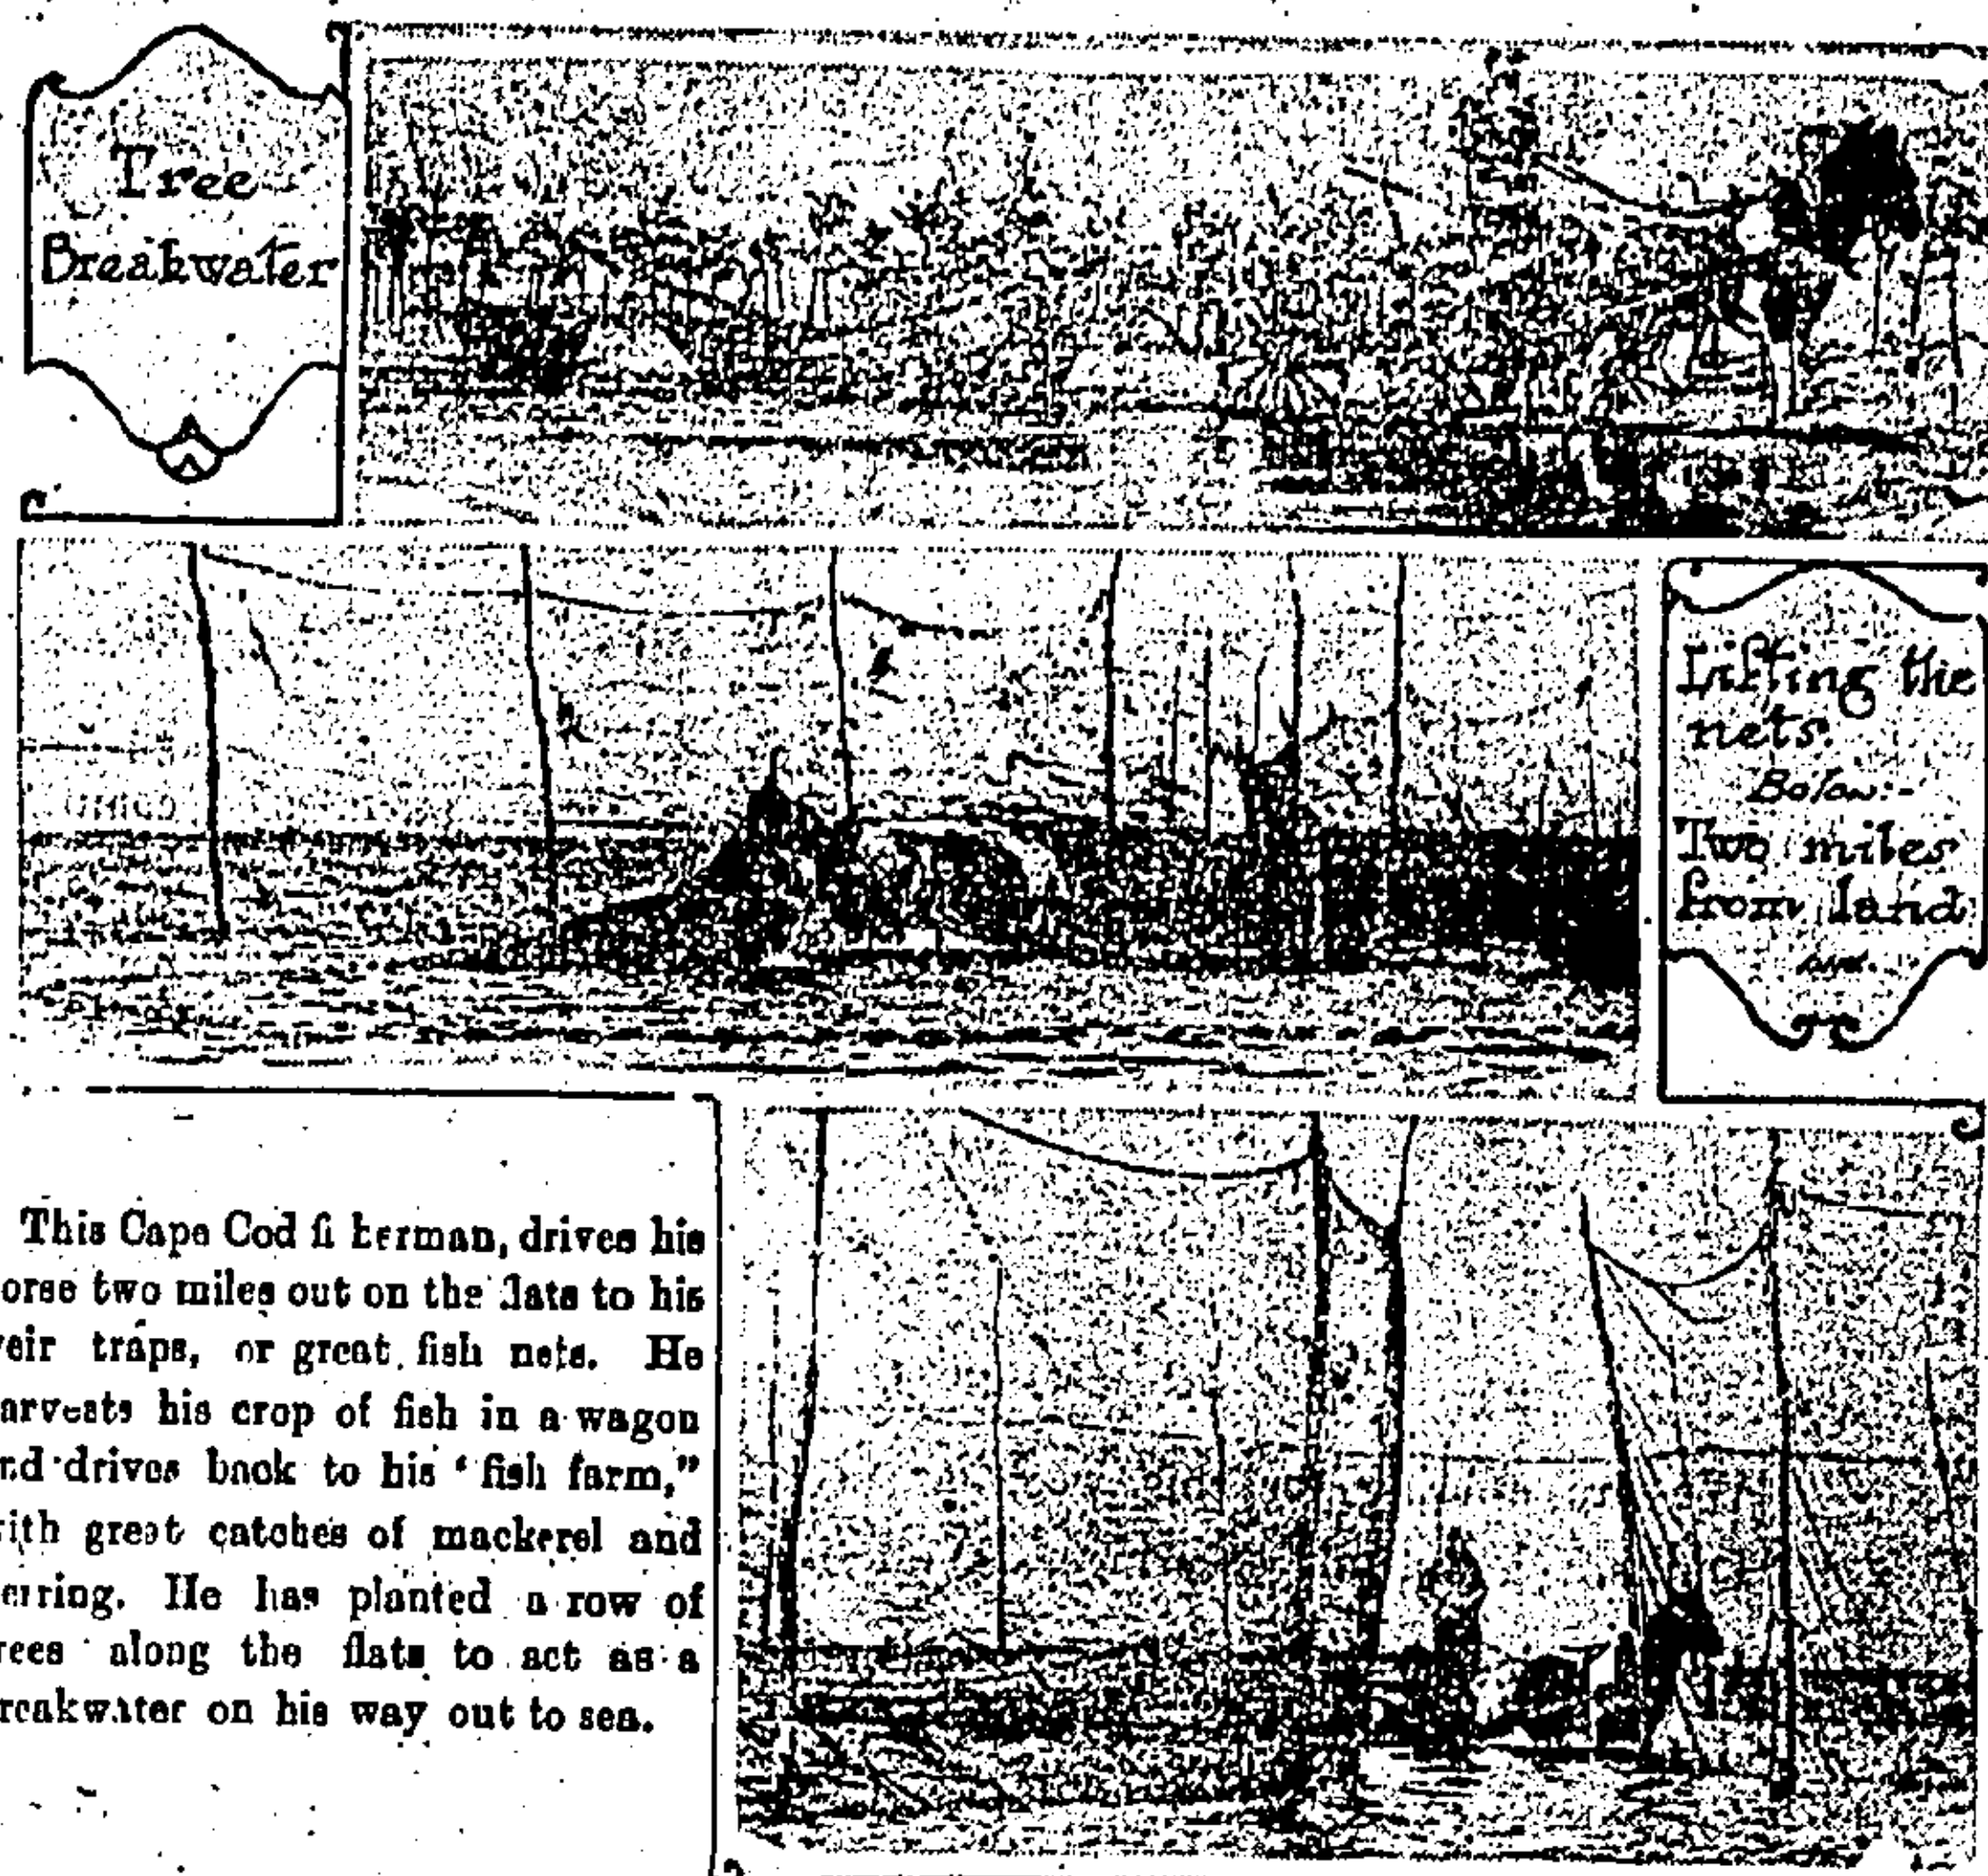 Tree
Breakwater
Lifting the
nets.
Below:-
Two miles
from land
This Cape Cod fi herman, drives his
orse two miles out on the lats to his
eir traps, or great fish nets. He
arvests his crop of fish in a wagon
nd drives back to his "fish farm,"
ith great catches of mackerel and
erring. He has planted a row of
rees along the flats to act as a
reakwater on his way out to sea.